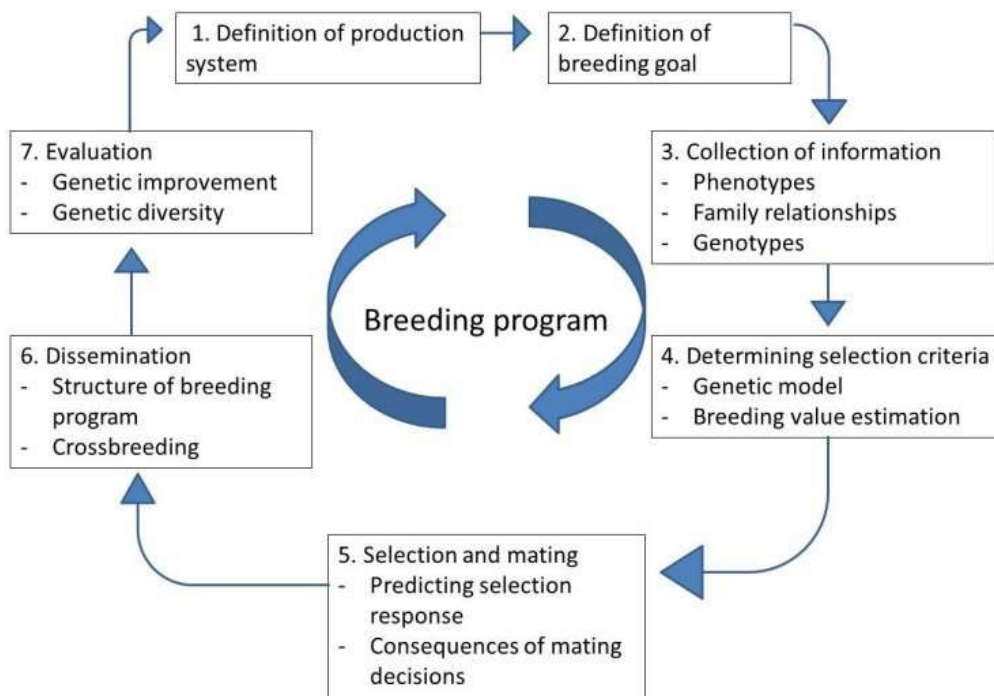 1. Definition of production
system
2. Definition of
breeding goal
3. Collection of information
- Phenotypes
- Family relationships
- Genotypes
4. Determining selection criteria
- Genetic model
- Breeding value estimation
5. Selection and mating
- Predicting selection
response
- Consequences of mating
decisions
6. Dissemination
- Structure of breeding
program
- Crossbreeding
7. Evaluation
- Genetic improvement
- Genetic diversity
Breeding program